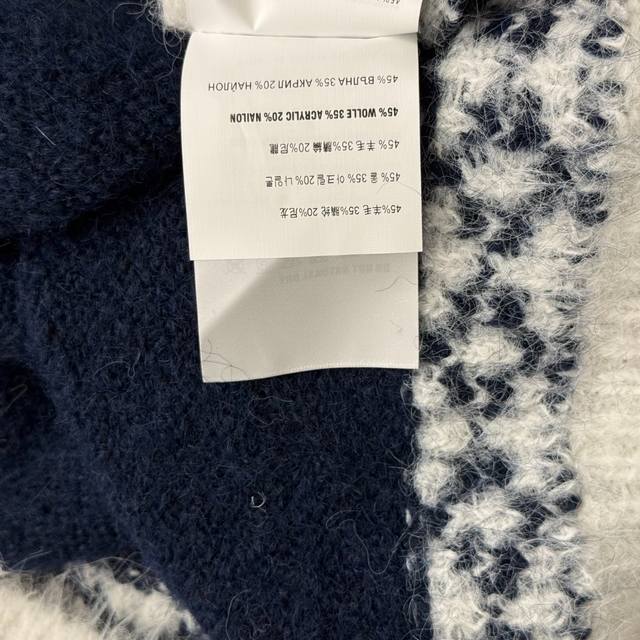 45%羊毛 35%腈纶 20%尼龙
45% 울 35% 아크릴 20% 나일론
45% 羊毛 35% 腈綸 20%尼龍
45% WOLLE 35% ACRYLIC 20% NAILON
45% ВЪЛНА 35% АКРИЛ 20% НАЙЛОН